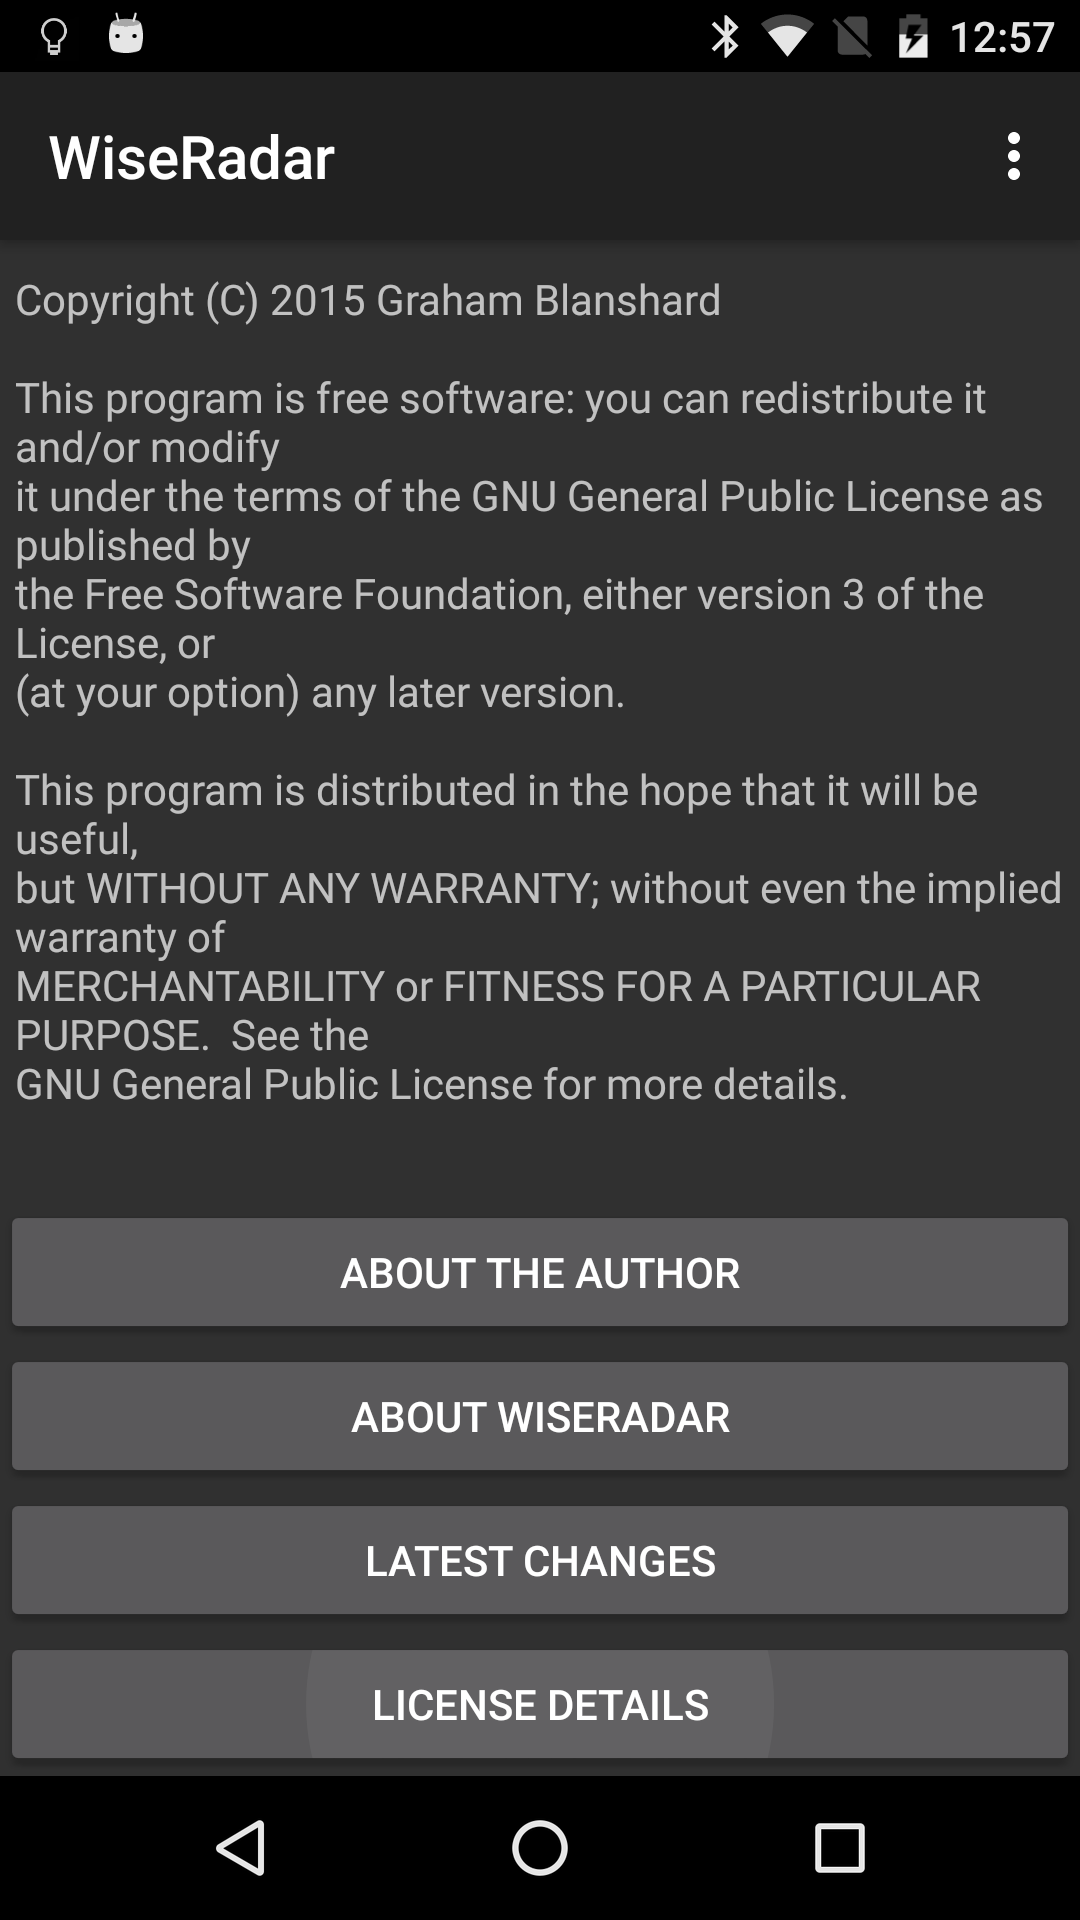 12:57
WiseRadar
Copyright (C) 2015 Graham Blanshard
This program is free software: you can redistribute it
and/or modify
it under the terms of the GNU General Public License as
published by
the Free Software Foundation, either version 3 of the
License, or
(at your option) any later version.
This program is distributed in the hope that it will be
useful,
but WITHOUT ANY WARRANTY; without even the implied
warranty of
MERCHANTABILITY or FITNESS FOR A PARTICULAR
PURPOSE.  See the
GNU General Public License for more details.
ABOUT THE AUTHOR
ABOUT WISERADAR
LATEST CHANGES
LICENSE DETAILS